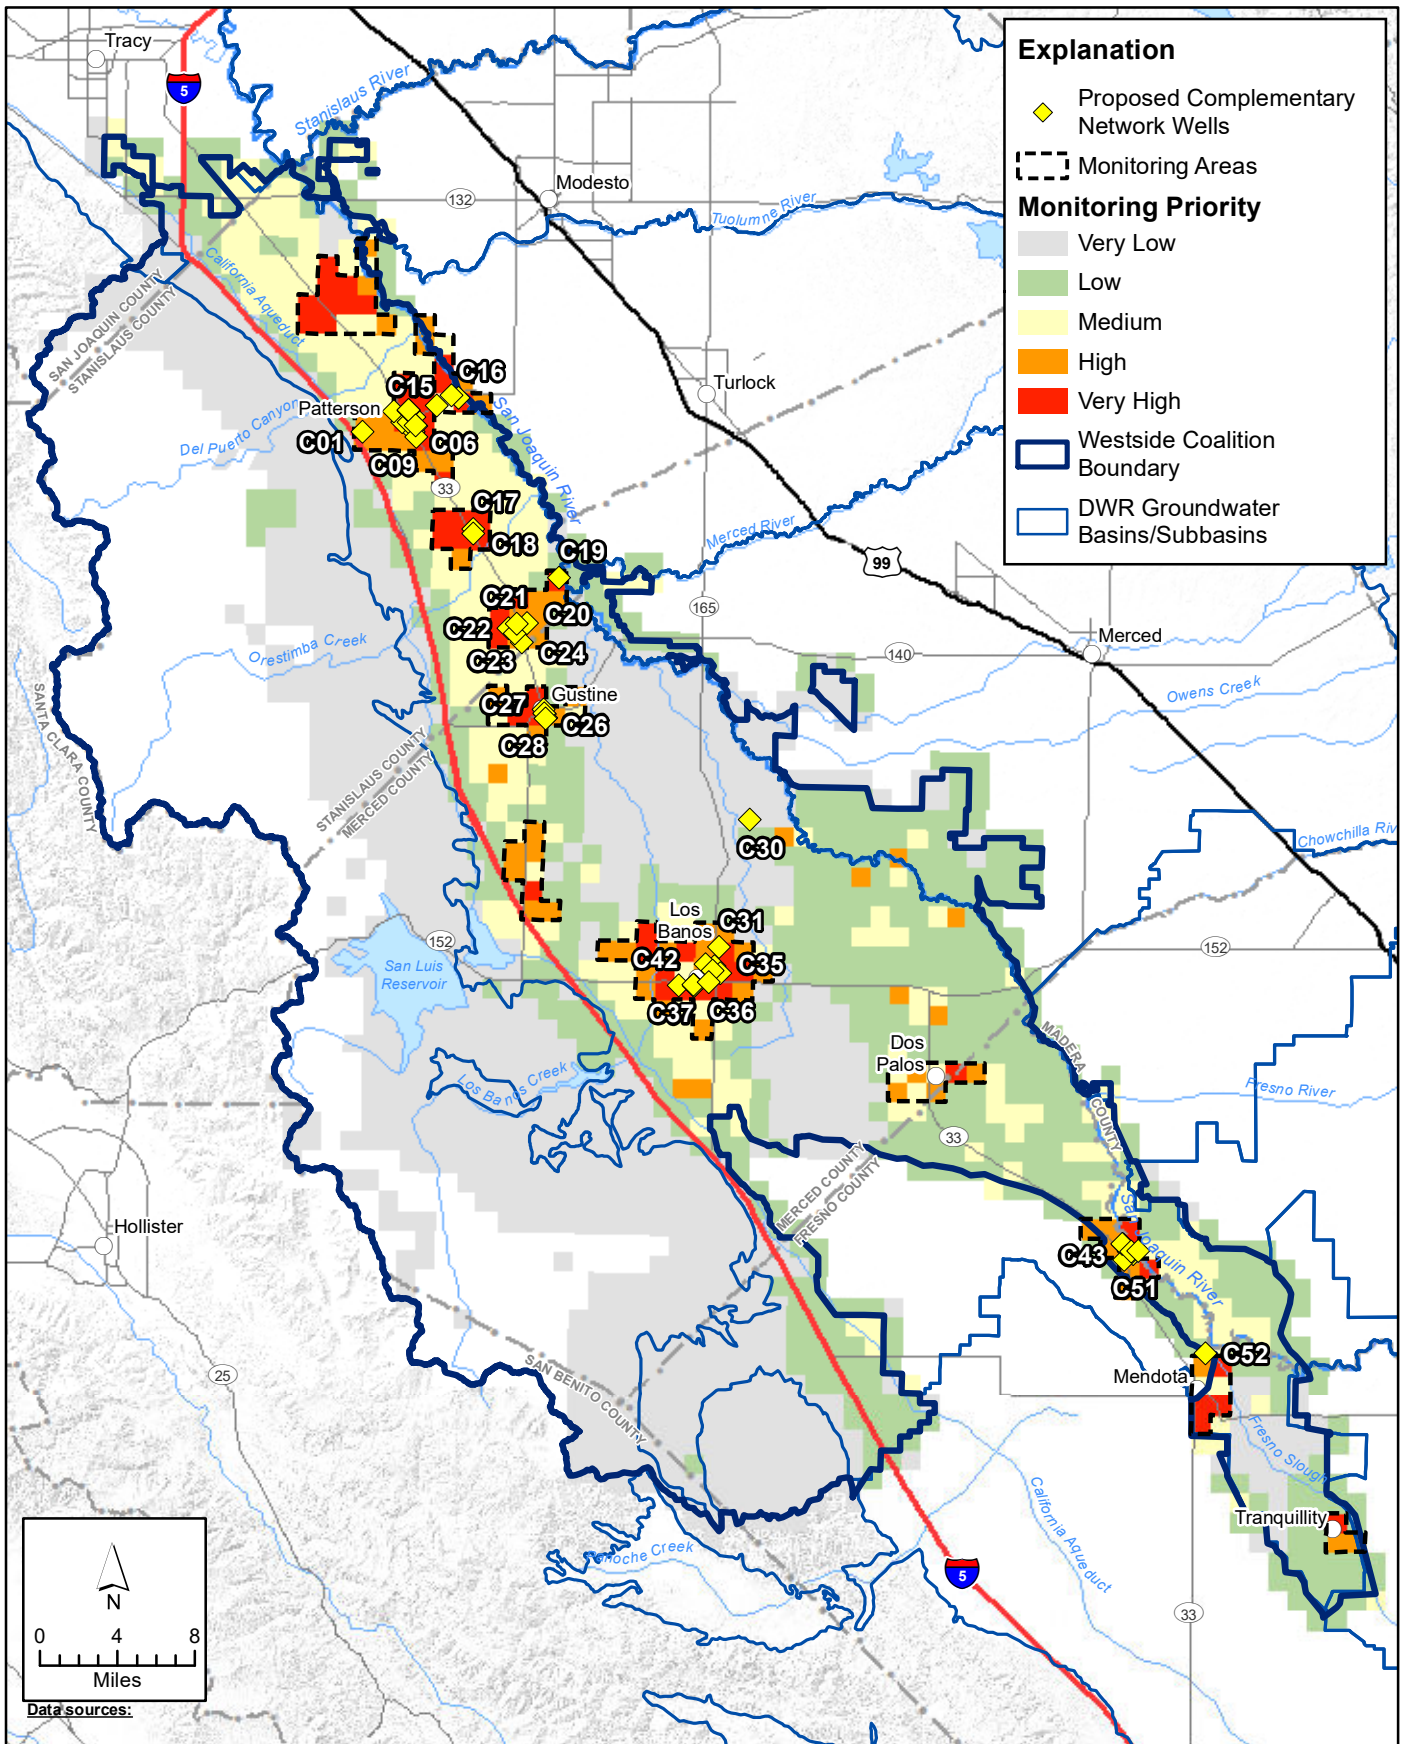 Explanation
Proposed Complementary
Network Wells
Monitoring Areas
Monitoring Priority
Very Low
Low
Medium
High
Very High
Westside Coalition
Boundary
DWR Groundwater
Basins/Subbasins
Tracy
5
Stanislaus River
Modesto
132
Tuolumne River
California Aqueduct
SAN JOAQUIN COUNTY
STANISLAUS COUNTY
C16
C15
Turlock
Patterson
San Joaquin River
Del Puerto Canyon
C01
C06
C09
33
C17
Merced River
C18
C19
99
C21
165
C20
C22
Merced
Orestimba Creek
C23
C24
140
SANTA CLARA COUNTY
Owens Creek
Gustine
C27
C26
C28
STANISLAUS COUNTY
MERCED COUNTY
Chowchilla Riv
C30
Los
Banos
C31
152
152
C42
C35
San Luis
Reservoir
C37
C36
MADERA COUNTY
Dos
Palos
Los Banos Creek
Fresno River
33
MERCED COUNTY
FRESNO COUNTY
Hollister
San Joaquin River
C43
C51
C52
25
SAN BENITO COUNTY
Mendota
Fresno Slough
California Aqueduct
Tranquillity
Panoche Creek
5
33
N
0 4 8
Miles
Data sources: